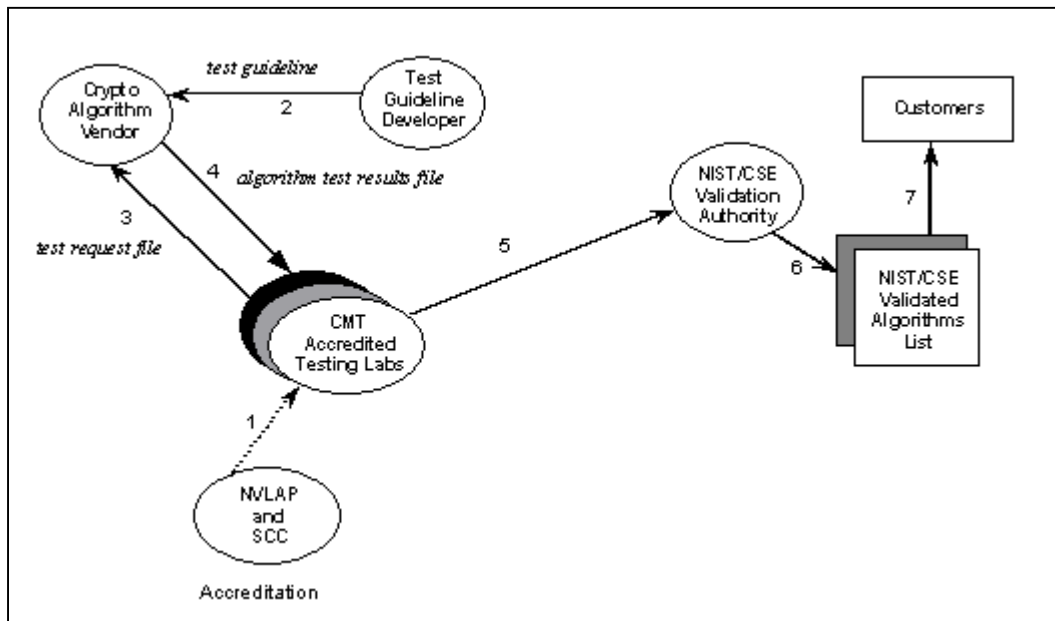 test guideline
2
Crypto
Algorithm
Vendor
Test
Guideline
Developer
Customers
4
algorithm test results file
3
test request file
NIST/CSE
Validation
Authority
7
5
6
NIST/CSE
Validated
Algorithms
List
CMT
Accredited
Testing Labs
1
NVLAP
and
SCC
Accreditation